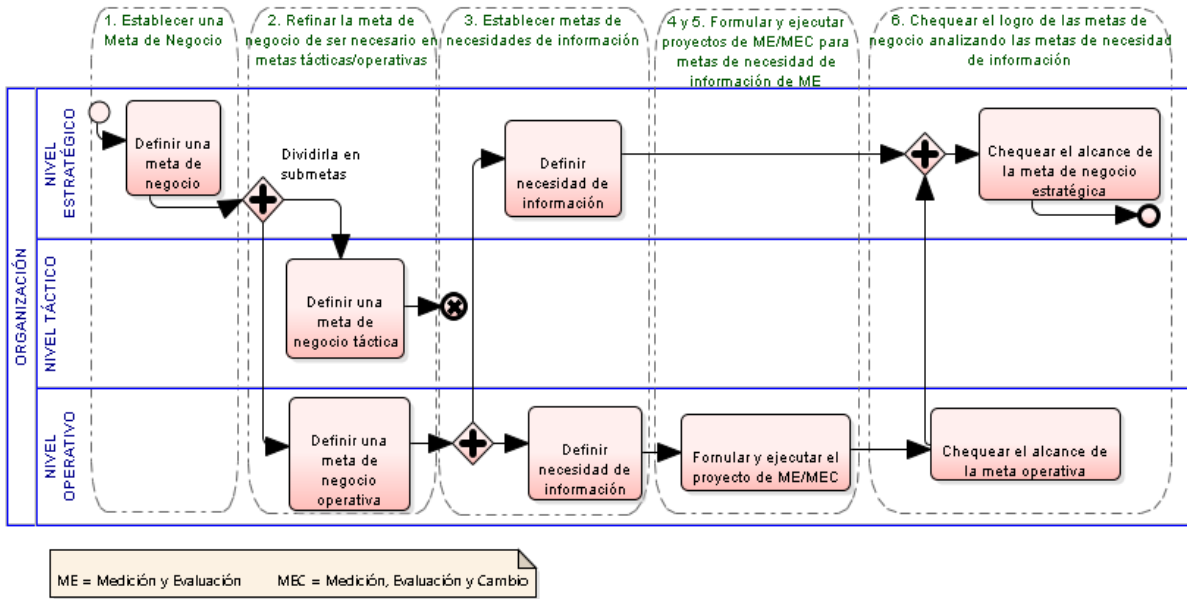 1. Establecer una
Meta de Negocio
2. Refinar la meta de
negocio de ser necesario en
metas tácticas/operativas
3. Establecer metas de
necesidades de información
4 y 5. Formular y ejecutar
proyectos de ME/MEC para
metas de necesidad de
información de ME
6. Chequear el logro de las metas de
negocio analizando las metas de necesidad
de información
ORGANIZACIÓN
NIVEL
ESTRATÉGICO
Definir una
meta de
negocio
Dividirla en
submetas
Definir
necesidad de
información
Chequear el alcance de
la meta de negocio
estratégica
NIVEL TÁCTICO
Definir una
meta de
negocio táctica
NIVEL
OPERATIVO
Definir una
meta de
negocio
operativa
Definir
necesidad de
información
Fornular y ejecutar el
proyecto de ME/MEC
Chequear el alcance de
la meta operativa
ME = Medición y Evaluación MEC = Medición, Evaluación y Cambio